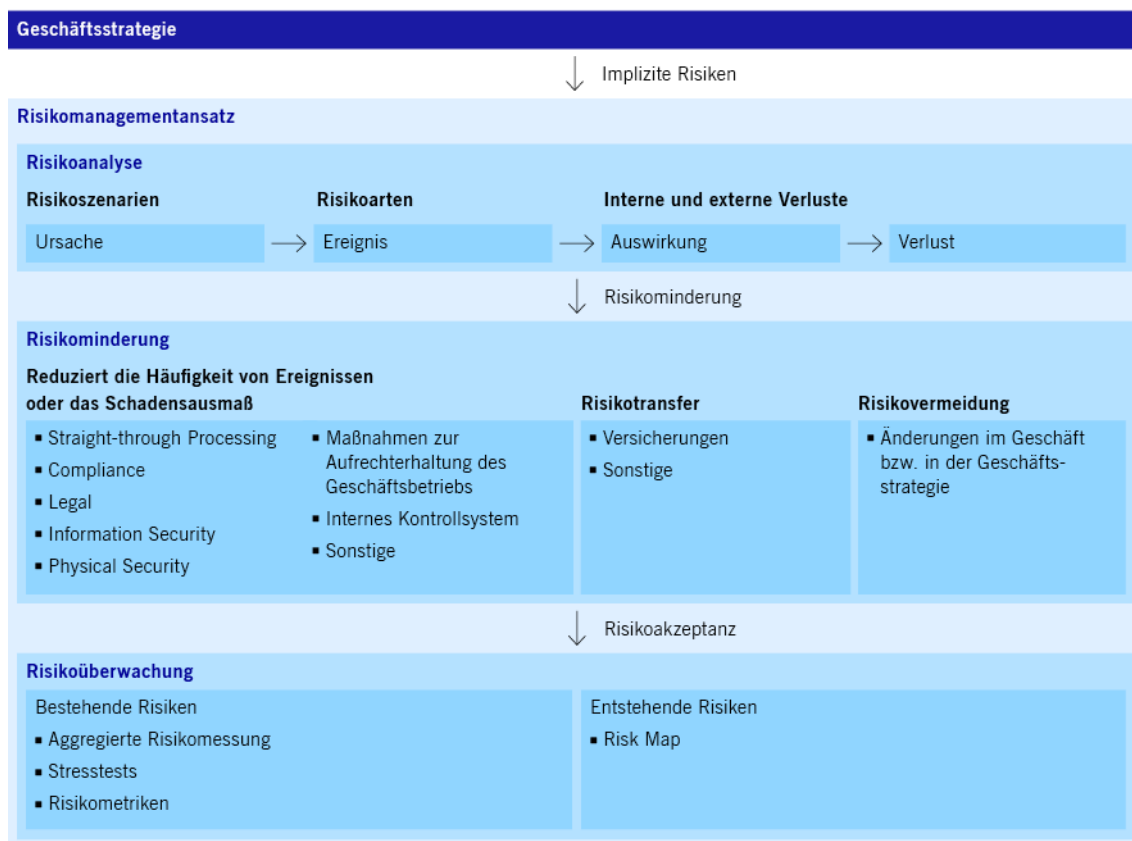 Geschäftsstrategie
Implizite Risiken
Risikomanagementansatz
Risikoanalyse
Risikoszenarien
Risikoarten
Interne und externe Verluste
Ursache
Ereignis
Auswirkung
Verlust
Risikominderung
Risikominderung
Reduziert die Häufigkeit von Ereignissen
oder das Schadensausmaß
▪ Straight-through Processing
▪ Compliance
▪ Legal
▪ Information Security
▪ Physical Security
▪ Maßnahmen zur
Aufrechterhaltung des
Geschäftsbetriebs
▪ Internes Kontrollsystem
▪ Sonstige
Risikotransfer
▪ Versicherungen
▪ Sonstige
Risikovermeidung
▪ Änderungen im Geschäft
bzw. in der Geschäfts-
strategie
Risikoakzeptanz
Risikoüberwachung
Bestehende Risiken
▪ Aggregierte Risikomessung
▪ Stresstests
▪ Risikometriken
Entstehende Risiken
▪ Risk Map